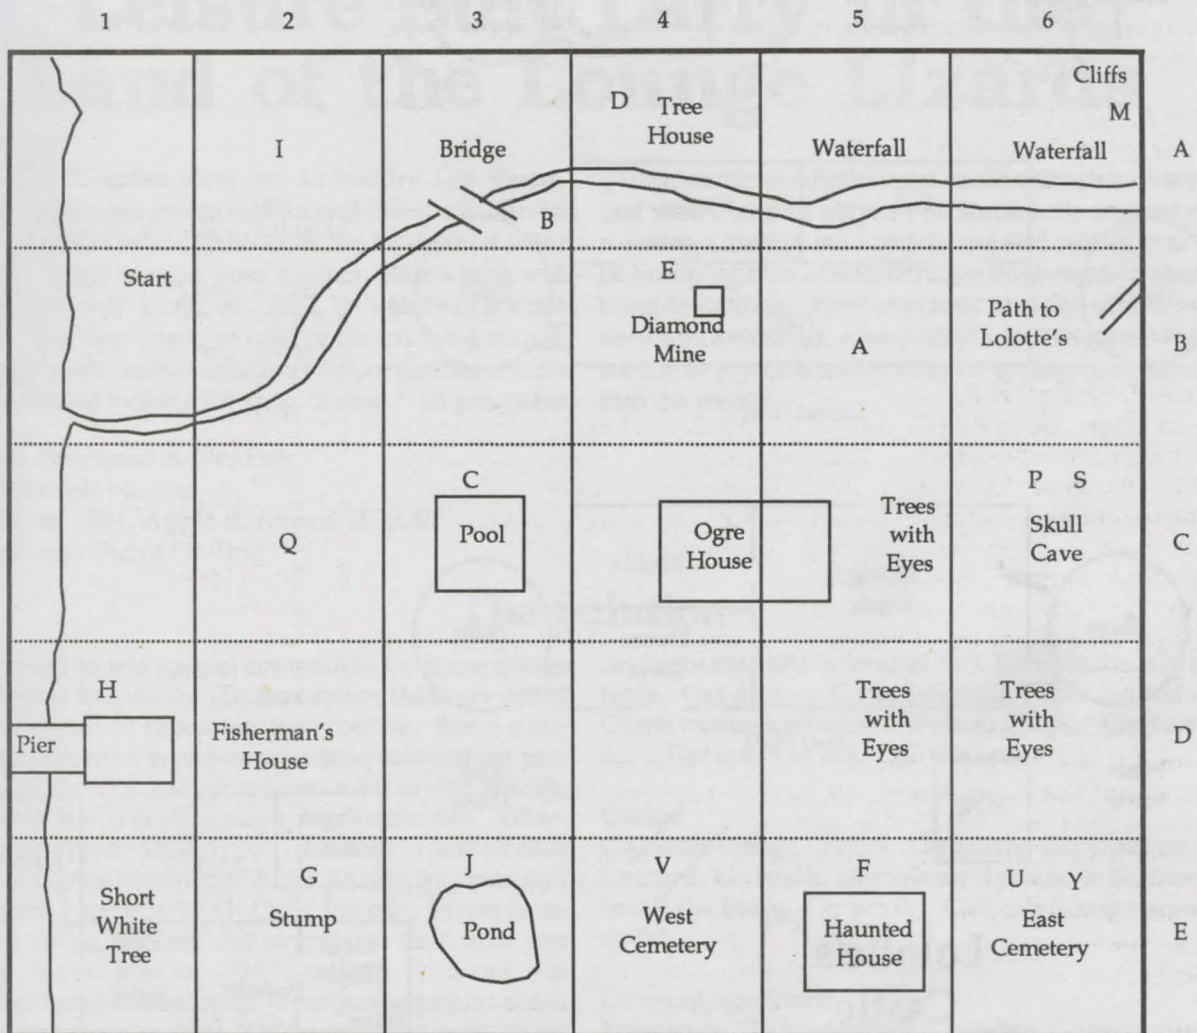 1 2 3 4 5 6
Cliffs
M
D
Tree
House
I
Bridge
Waterfall
Waterfall
A
B
Start
E
Diamond
Mine
A
Path to
Lolotte's
B
C
P S
Q
Pool
Ogre
House
Trees
with
Eyes
Skull
Cave
C
H
Pier
Fisherman's
House
Trees
with
Eyes
Trees
with
Eyes
D
Short
White
Tree
G
Stump
J
Pond
V
West
Cemetery
F
Haunted
House
U Y
East
Cemetery
E